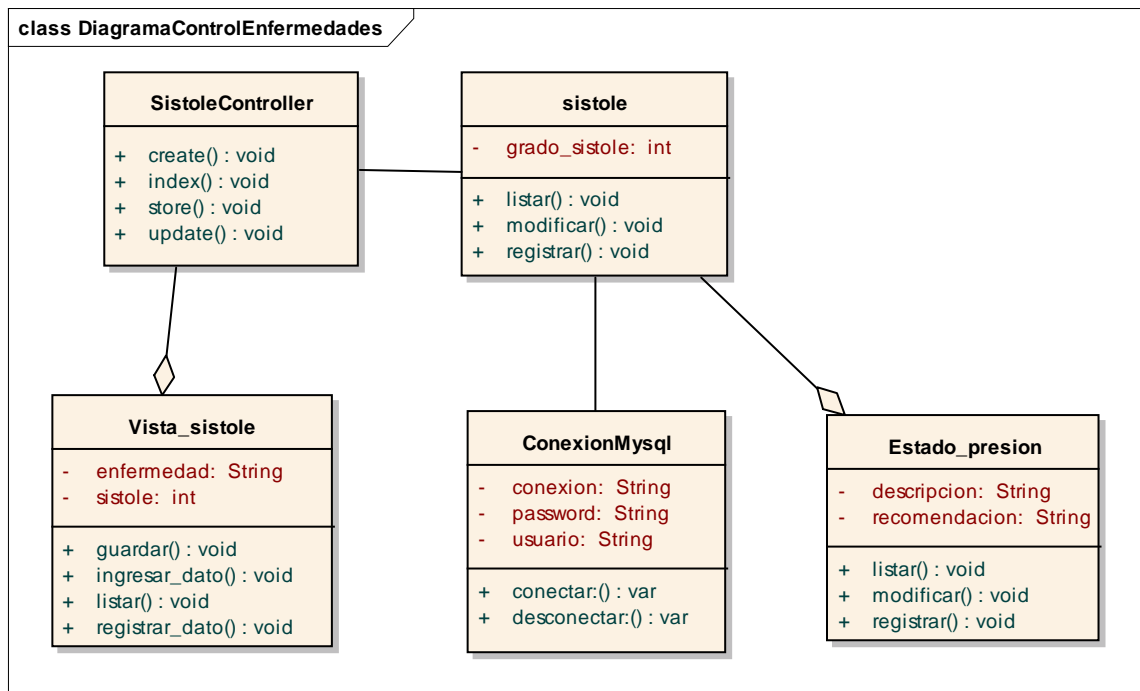 class DiagramaControlEnfermedades
SistoleController
+ create() : void
+ index() : void
+ store() : void
+ update() : void
sistole
- grado_sistole: int
+ listar() : void
+ modificar() : void
+ registrar() : void
Vista_sistole
- enfermedad: String
- sistole: int
+ guardar() : void
+ ingresar_dato() : void
+ listar() : void
+ registrar_dato() : void
ConexionMysql
- conexion: String
- password: String
- usuario: String
+ conectar:() : var
+ desconectar:() : var
Estado_presion
- descripcion: String
- recomendacion: String
+ listar() : void
+ modificar() : void
+ registrar() : void